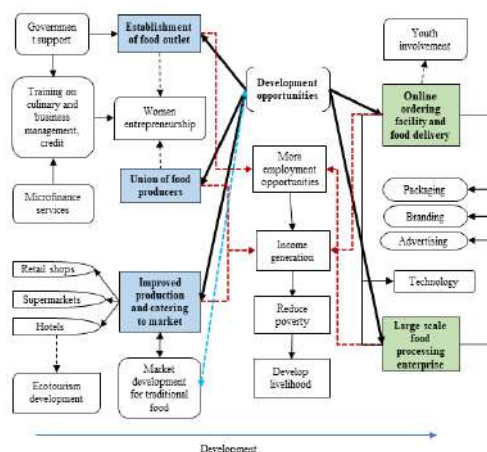 Governmen
t support
Establishment
of food outlet
Youth
involvement
Training on
culinary and
business
management,
credit
Women
entrepreneurship
Development
opportunities
Online
ordering
facility and
food delivery
Microfinance
services
Union of food
producers
More
employment
opportunities
Packaging
Branding
Advertising
Retail shops
Supermarkets
Hotels
Improved
production
and catering
to market
Income
generation
Technology
Reduce
poverty
Large scale
food
processing
enterprise
Ecotourism
development
Market
development
for traditional
food
Develop
livelihood
Development